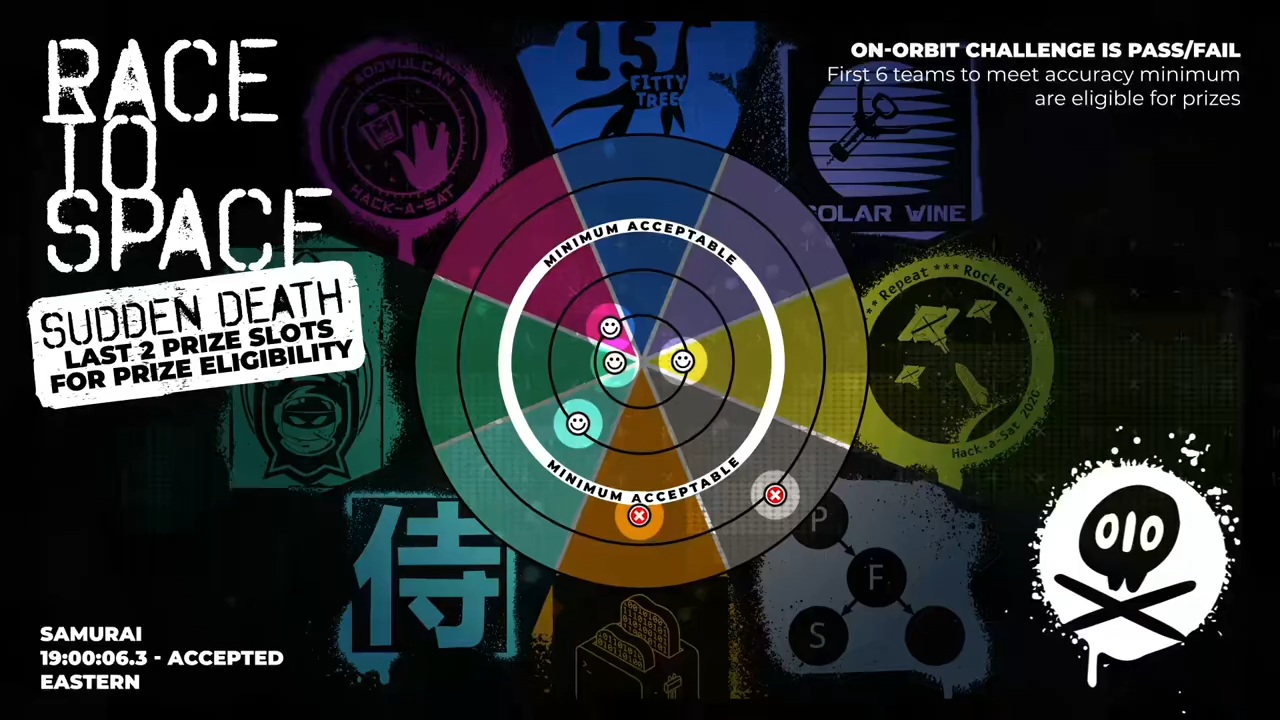 RACE
TO
SPACE
SUDDEN DEATH
LAST 2 PRIZE SLOTS
FOR PRIZE ELIGIBILITY
ON-ORBIT CHALLENGE IS PASS/FAIL
First 6 teams to meet accuracy minimum
are eligible for prizes
ADDVULCAN
HACK-A-SAT
15
FITTY
TREE
SOLAR WINE
*** Repeat *** Rocket ***
Hack-a-Sat 2020
MINIMUM ACCEPTABLE
MINIMUM ACCEPTABLE
侍
P
F
S
010
SAMURAI
19:00:06.3 - ACCEPTED
EASTERN